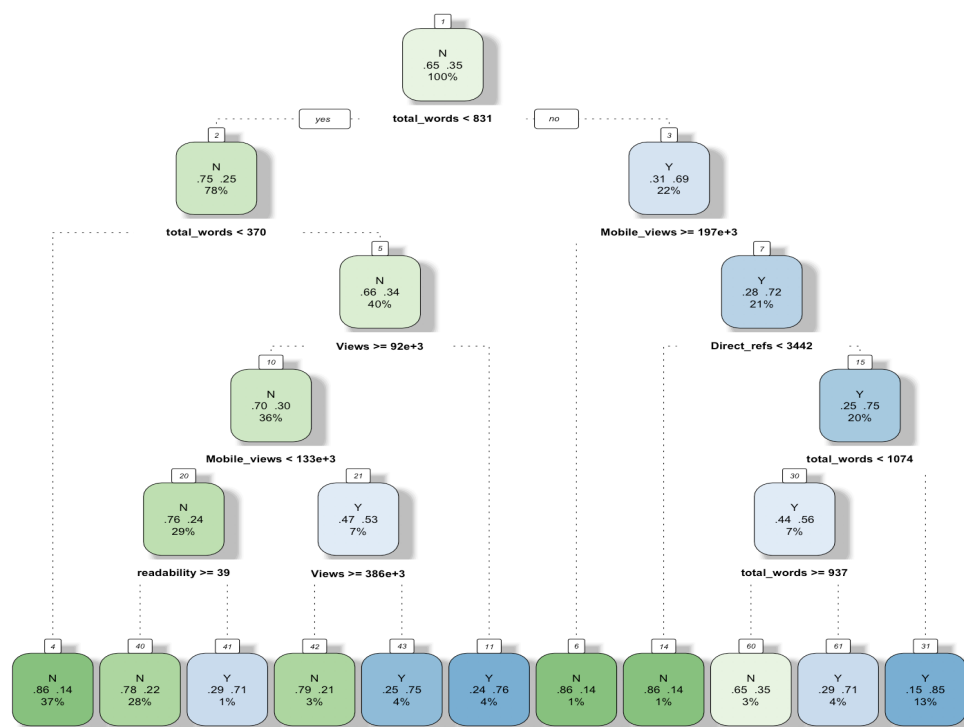 1
N
.65 .35
100%
yes
total_words < 831
no
2
N
.75 .25
78%
total_words < 370
3
Y
.31 .69
22%
Mobile_views >= 197e+3
5
N
.66 .34
40%
Views >= 92e+3
7
Y
.28 .72
21%
Direct_refs < 3442
10
N
.70 .30
36%
Mobile_views < 133e+3
15
Y
.25 .75
20%
total_words < 1074
20
N
.76 .24
29%
readability >= 39
21
Y
.47 .53
7%
Views >= 386e+3
30
Y
.44 .56
7%
total_words >= 937
4
N
.86 .14
37%
40
N
.78 .22
28%
41
Y
.29 .71
1%
42
N
.79 .21
3%
43
Y
.25 .75
4%
11
Y
.24 .76
4%
6
N
.86 .14
1%
14
N
.86 .14
1%
60
N
.65 .35
3%
61
Y
.29 .71
4%
31
Y
.15 .85
13%